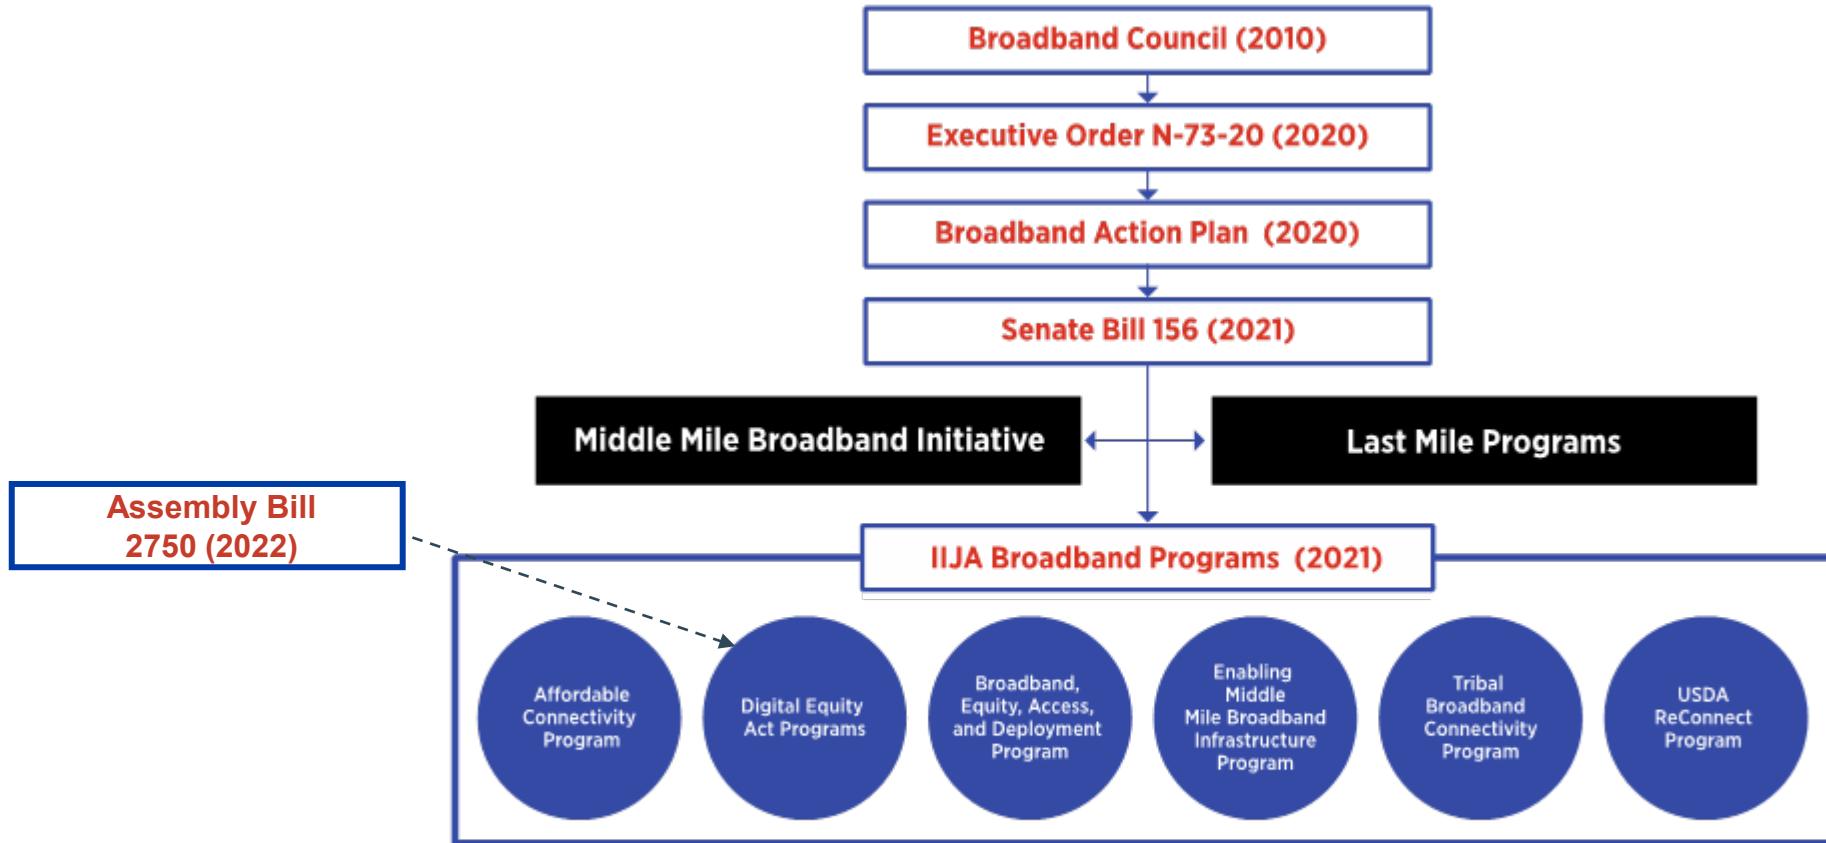 Broadband Council (2010)
Executive Order N-73-20 (2020)
Broadband Action Plan (2020)
Senate Bill 156 (2021)
Middle Mile Broadband Initiative
Last Mile Programs
Assembly Bill
2750 (2022)
IIJA Broadband Programs (2021)
Affordable
Connectivity
Program
Digital Equity
Act Programs
Broadband,
Equity, Access,
and Deployment
Program
Enabling
Middle
Mile Broadband
Infrastructure
Program
Tribal
Broadband
Connectivity
Program
USDA
ReConnect
Program